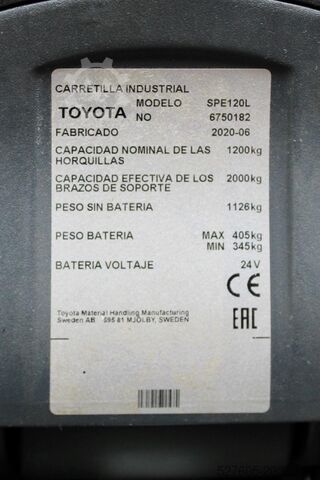 CARRETILLA INDUSTRIAL
TOYOTA MODELO SPE120L
NO 6750182
FABRICADO 2020-06
CAPACIDAD NOMINAL DE LAS 1200kg
HORQUILLAS
CAPACIDAD EFECTIVA DE LOS 2000kg
BRAZOS DE SOPORTE
PESO SIN BATERIA 1126kg
PESO BATERIA MAX 405kg
MIN 345kg
BATERIA VOLTAJE 24V
CE
EAC
Toyota Material Handling Manufacturing
Sweden AB 595 81 MJÖLBY, SWEDEN